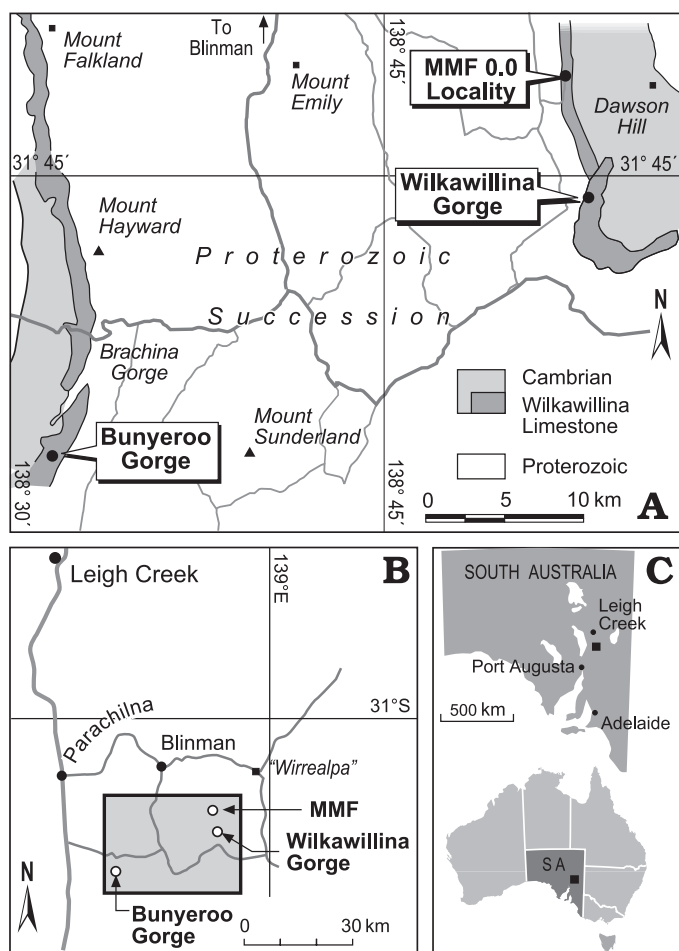 To
Blinman
Mount
Falkland
Mount
Emily
138° 45´
MMF 0.0
Locality
Dawson
Hill
31° 45´
31° 45´
Wilkawillina
Gorge
Mount
Hayward
Proterozoic
Succession
N
Brachina
Gorge
Cambrian
Wilkawillina
Limestone
Mount
Sunderland
Proterozoic
Bunyeroo
Gorge
138° 30´
138° 45´
0 5 10 km
A
B
139°E
Leigh Creek
31°S
Parachilna
Blinman
“Wirrealpa”
MMF
Wilkawillina
Gorge
N
Bunyeroo
Gorge
0 30 km
C
SOUTH AUSTRALIA
Leigh
Creek
Port Augusta
500 km
Adelaide
SA